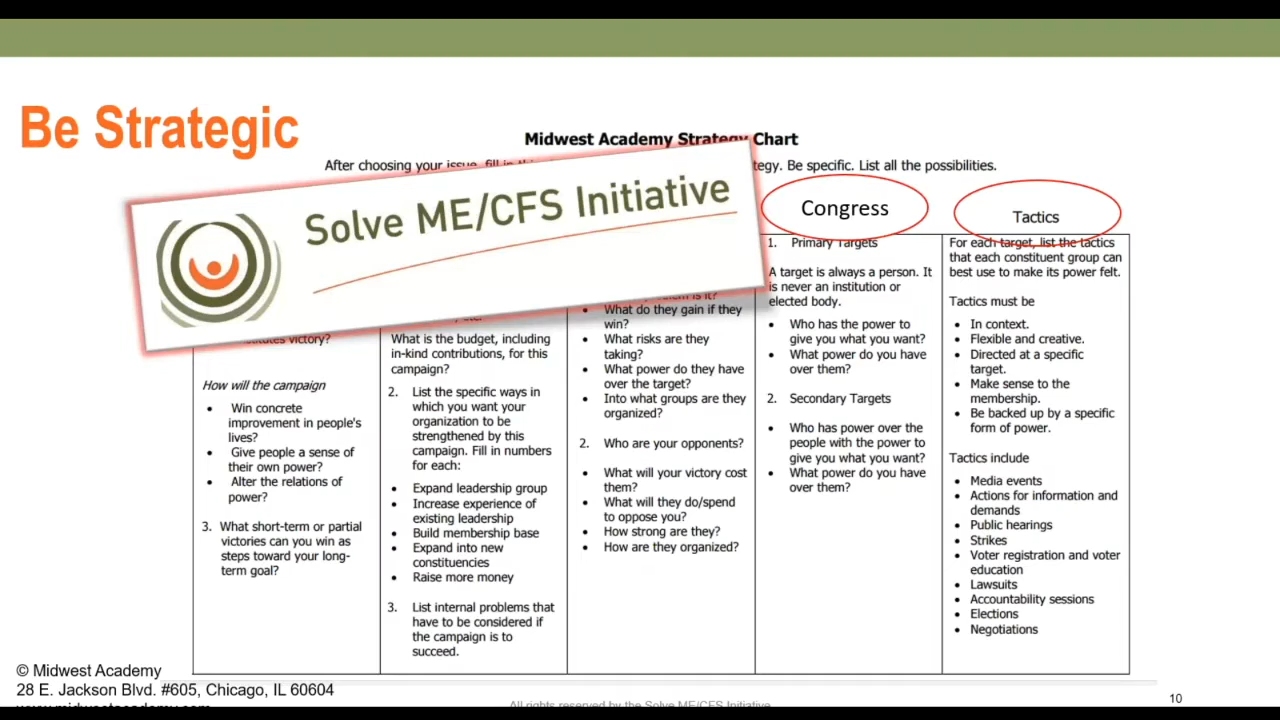 Be Strategic
Midwest Academy Strategy Chart
After choosing your issue, fill in
tegy. Be specific. List all the possibilities.
Solve ME/CFS Initiative
Congress
Tactics
victory?
How will the campaign
• Win concrete
improvement in people's
lives?
• Give people a sense of
their own power?
• Alter the relations of
power?
3. What short-term or partial
victories can you win as
steps toward your long-
term goal?
What is the budget, including
in-kind contributions, for this
campaign?
2. List the specific ways in
which you want your
organization to be
strengthened by this
campaign. Fill in numbers
for each:
• Expand leadership group
• Increase experience of
existing leadership
• Build membership base
• Expand into new
constituencies
• Raise more money
3. List internal problems that
have to be considered if
the campaign is to
succeed.
is it?
• What do they gain if they
win?
• What risks are they
taking?
• What power do they have
over the target?
• Into what groups are they
organized?
2. Who are your opponents?
• What will your victory cost
them?
• What will they do/spend
to oppose you?
• How strong are they?
• How are they organized?
1. Primary Targets
A target is always a person. It
is never an institution or
elected body.
• Who has the power to
give you what you want?
• What power do you have
over them?
2. Secondary Targets
• Who has power over the
people with the power to
give you what you want?
• What power do you have
over them?
For each target, list the tactics
that each constituent group can
best use to make its power felt.
Tactics must be
• In context.
• Flexible and creative.
• Directed at a specific
target.
• Make sense to the
membership.
• Be backed up by a specific
form of power.
Tactics include
• Media events
• Actions for information and
demands
• Public hearings
• Strikes
• Voter registration and voter
education
• Lawsuits
• Accountability sessions
• Elections
• Negotiations
© Midwest Academy
28 E. Jackson Blvd. #605, Chicago, IL 60604
www.midwestacademy.com
All rights reserved by the Solve ME/CFS Initiative
10